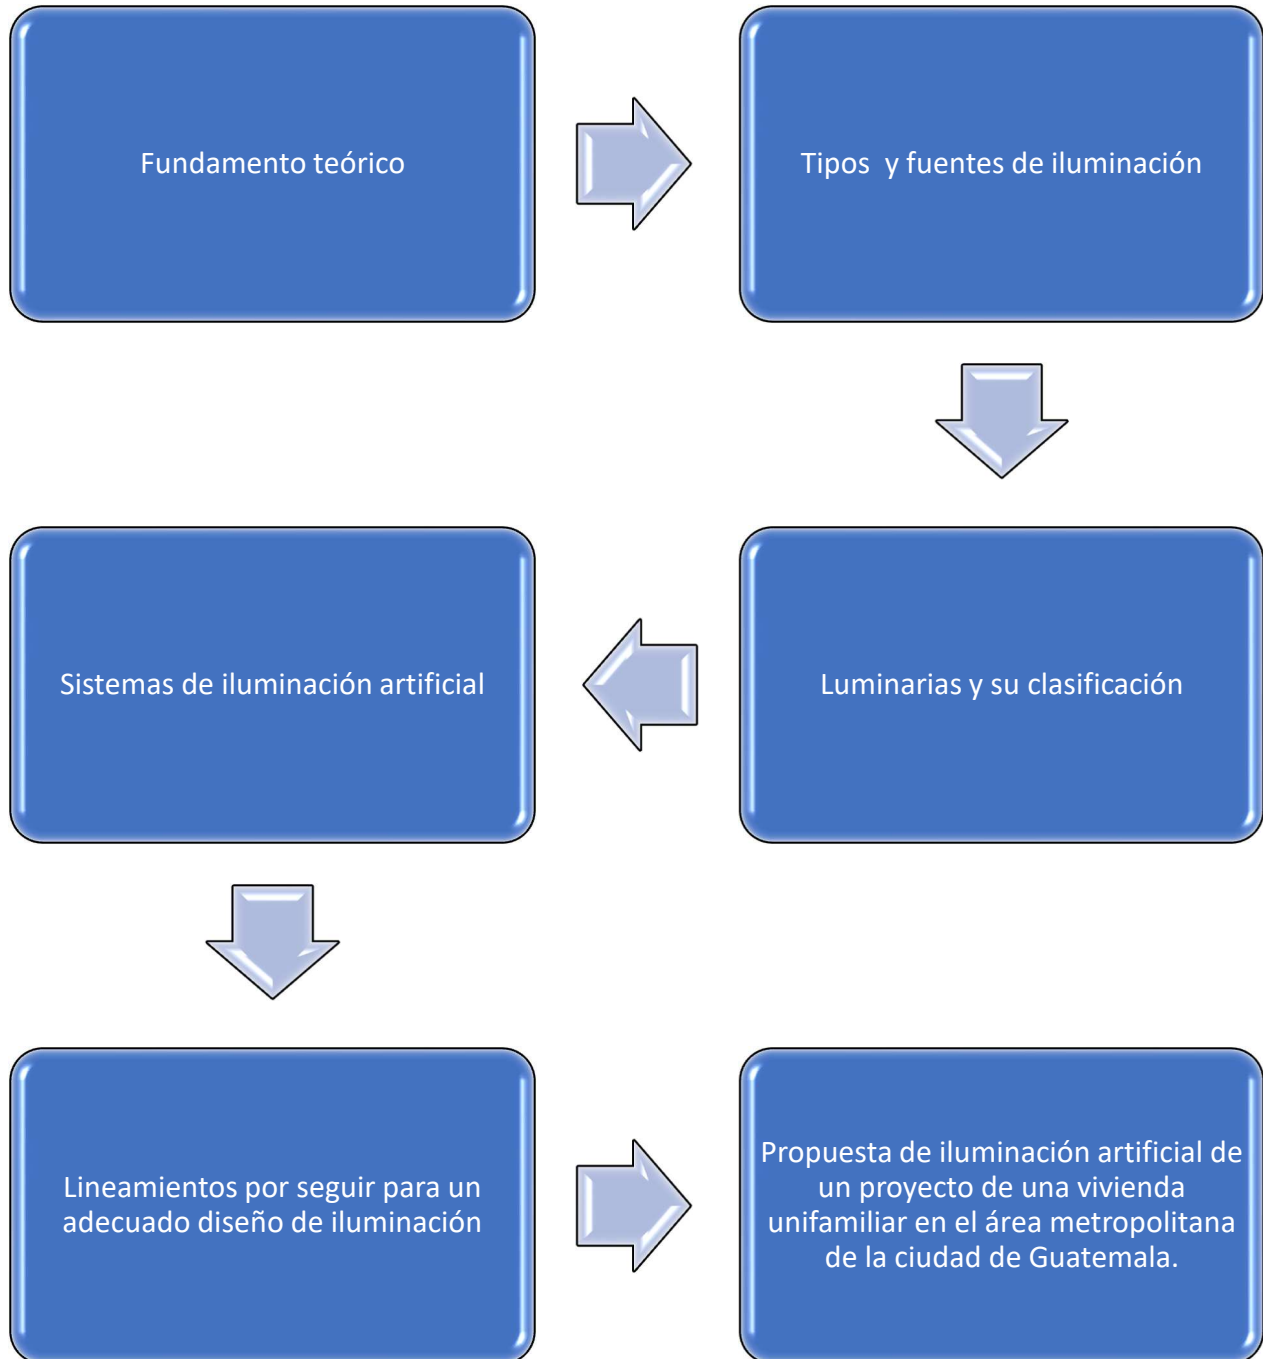 Fundamento teórico
Tipos  y fuentes de iluminación
Luminarias y su clasificación
Sistemas de iluminación artificial
Lineamientos por seguir para un
adecuado diseño de iluminación
Propuesta de iluminación artificial de
un proyecto de una vivienda
unifamiliar en el área metropolitana
de la ciudad de Guatemala.